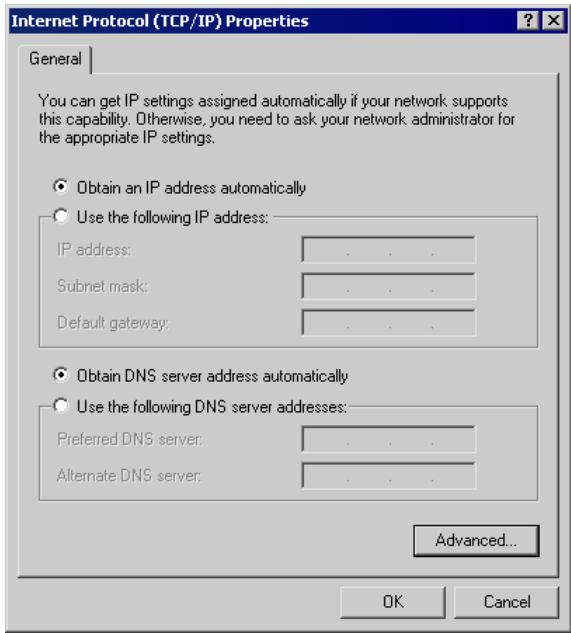 Internet Protocol (TCP/IP) Properties
General
You can get IP settings assigned automatically if your network supports
this capability. Otherwise, you need to ask your network administrator for
the appropriate IP settings.
Obtain an IP address automatically
Use the following IP address:
IP address:
Subnet mask:
Default gateway:
Obtain DNS server address automatically
Use the following DNS server addresses:
Preferred DNS server:
Alternate DNS server:
Advanced...
OK Cancel